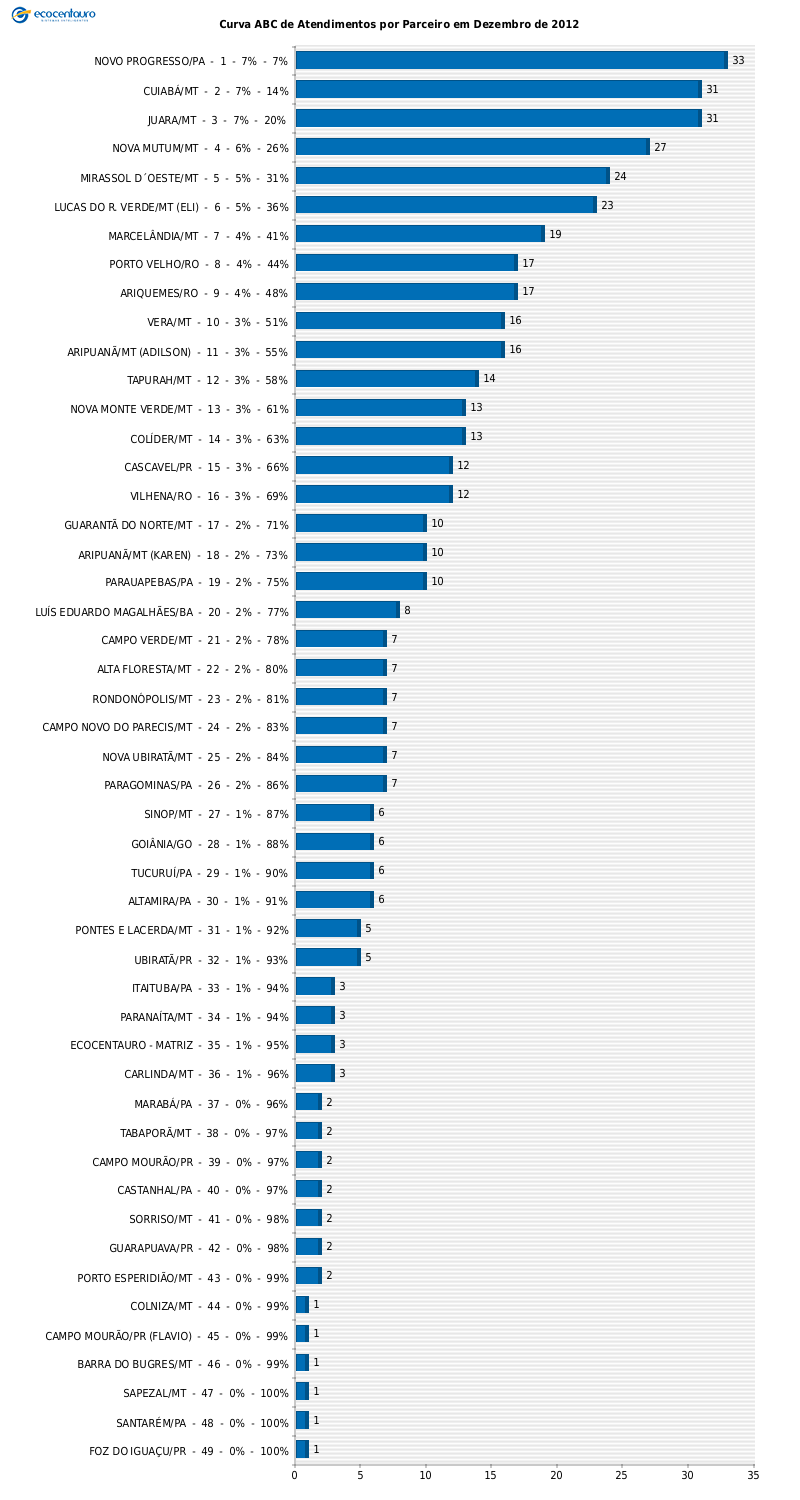 ecocentauro
Curva ABC de Atendimentos por Parceiro em Dezembro de 2012
NOVO PROGRESSO/PA - 1 - 7% - 7% 33
CUIABÁ/MT - 2 - 7% - 14% 31
JUARA/MT - 3 - 7% - 20% 31
NOVA MUTUM/MT - 4 - 6% - 26% 27
MIRASSOL D´OESTE/MT - 5 - 5% - 31% 24
LUCAS DO R. VERDE/MT (ELI) - 6 - 5% - 36% 23
MARCELÂNDIA/MT - 7 - 4% - 41% 19
PORTO VELHO/RO - 8 - 4% - 44% 17
ARIQUEMES/RO - 9 - 4% - 48% 17
VERA/MT - 10 - 3% - 51% 16
ARIPUANÃ/MT (ADILSON) - 11 - 3% - 55% 16
TAPURAH/MT - 12 - 3% - 58% 14
NOVA MONTE VERDE/MT - 13 - 3% - 61% 13
COLÍDER/MT - 14 - 3% - 63% 13
CASCAVEL/PR - 15 - 3% - 66% 12
VILHENA/RO - 16 - 3% - 69% 12
GUARANTÃ DO NORTE/MT - 17 - 2% - 71% 10
ARIPUANÃ/MT (KAREN) - 18 - 2% - 73% 10
PARAUAPEBAS/PA - 19 - 2% - 75% 10
LUÍS EDUARDO MAGALHÃES/BA - 20 - 2% - 77% 8
CAMPO VERDE/MT - 21 - 2% - 78% 7
ALTA FLORESTA/MT - 22 - 2% - 80% 7
RONDONÓPOLIS/MT - 23 - 2% - 81% 7
CAMPO NOVO DO PARECIS/MT - 24 - 2% - 83% 7
NOVA UBIRATÃ/MT - 25 - 2% - 84% 7
PARAGOMINAS/PA - 26 - 2% - 86% 7
SINOP/MT - 27 - 1% - 87% 6
GOIÂNIA/GO - 28 - 1% - 88% 6
TUCURUÍ/PA - 29 - 1% - 90% 6
ALTAMIRA/PA - 30 - 1% - 91% 6
PONTES E LACERDA/MT - 31 - 1% - 92% 5
UBIRATÃ/PR - 32 - 1% - 93% 5
ITAITUBA/PA - 33 - 1% - 94% 3
PARANAÍTA/MT - 34 - 1% - 94% 3
ECOCENTAURO - MATRIZ - 35 - 1% - 95% 3
CARLINDA/MT - 36 - 1% - 96% 3
MARABÁ/PA - 37 - 0% - 96% 2
TABAPORÃ/MT - 38 - 0% - 97% 2
CAMPO MOURÃO/PR - 39 - 0% - 97% 2
CASTANHAL/PA - 40 - 0% - 97% 2
SORRISO/MT - 41 - 0% - 98% 2
GUARAPUAVA/PR - 42 - 0% - 98% 2
PORTO ESPERIDIÃO/MT - 43 - 0% - 99% 2
COLNIZA/MT - 44 - 0% - 99% 1
CAMPO MOURÃO/PR (FLAVIO) - 45 - 0% - 99% 1
BARRA DO BUGRES/MT - 46 - 0% - 99% 1
SAPEZAL/MT - 47 - 0% - 100% 1
SANTARÉM/PA - 48 - 0% - 100% 1
FOZ DO IGUAÇU/PR - 49 - 0% - 100% 1
0 5 10 15 20 25 30 35